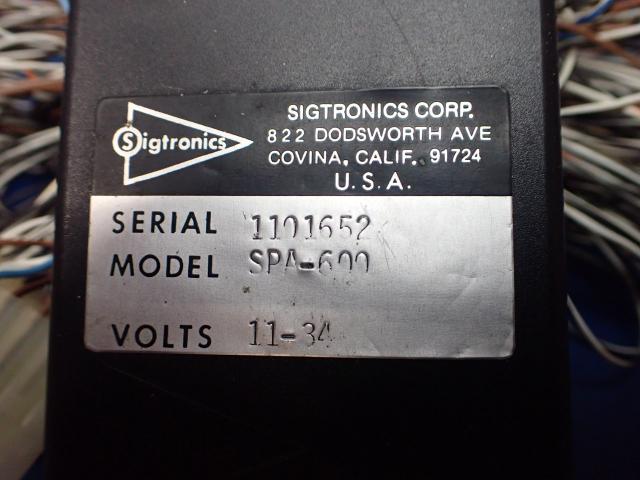 Sigtronics
SIGTRONICS CORP.
822 DODSWORTH AVE
COVINA, CALIF. 91724
U.S.A.
SERIAL 1101652
MODEL SPA-600
VOLTS 11-34